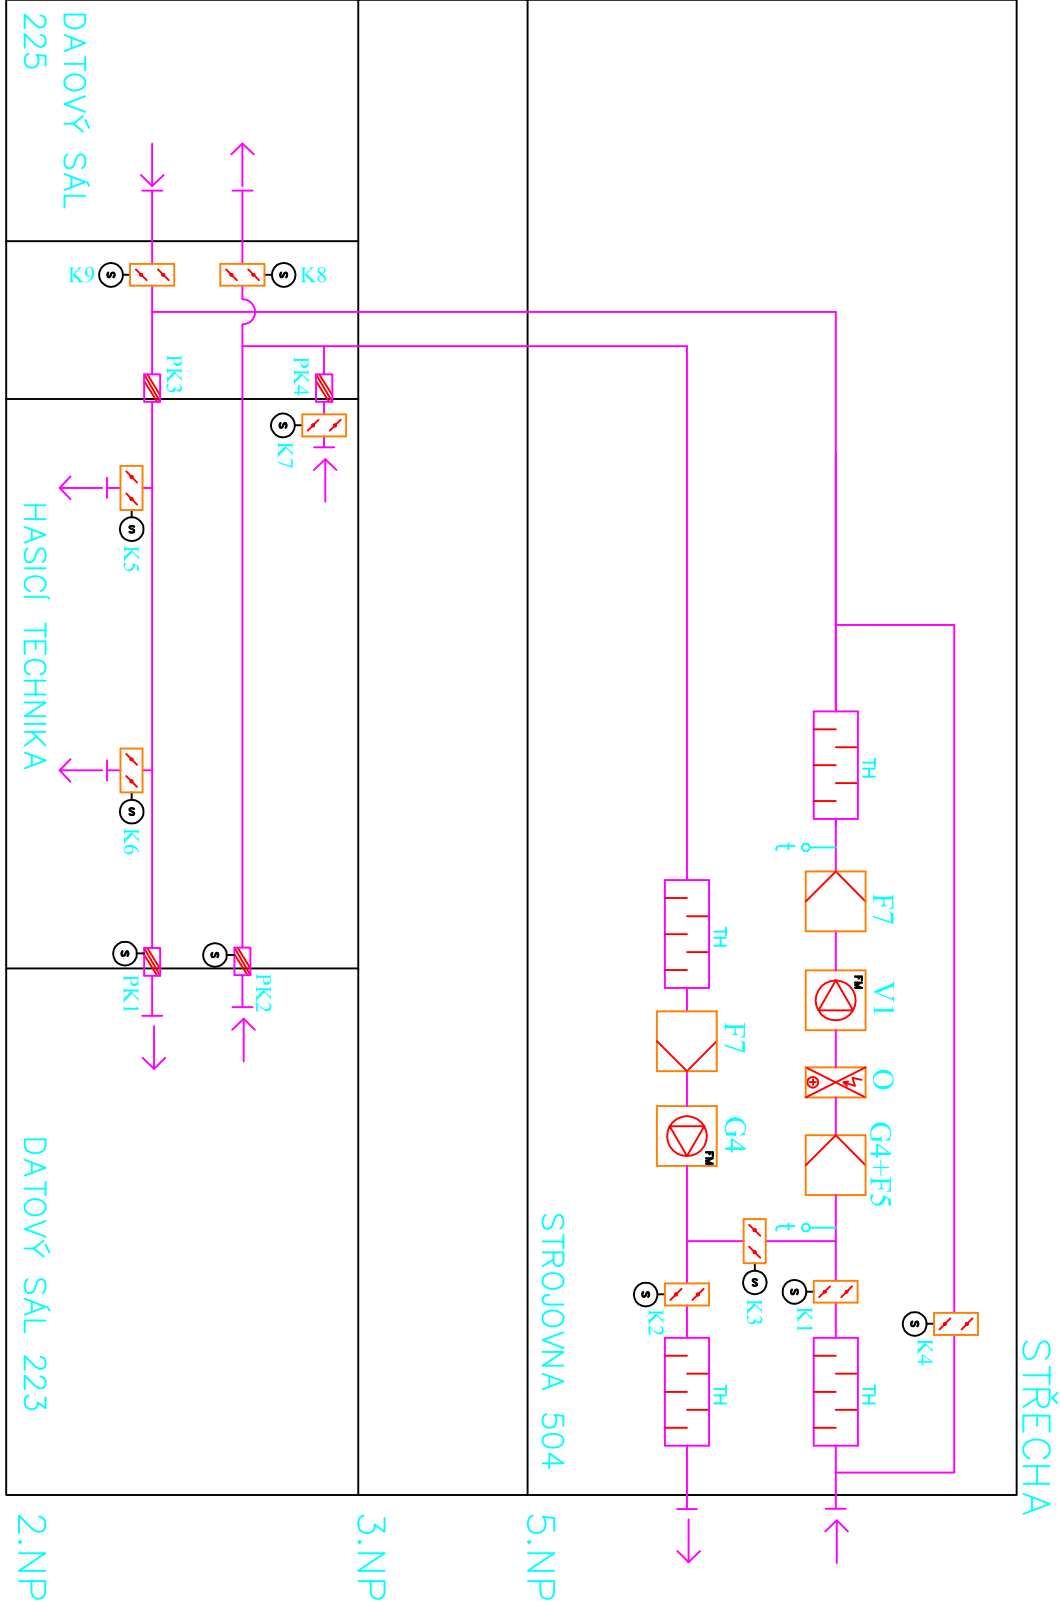 STŘECHA
K4
TH
t
F7
V1
FM
O
G4+F5
t
K1
S
TH
S
K3
S
TH
F7
G4
FM
K2
S
TH
STROJOVNA 504
5.NP
3.NP
K8
S
PK4
K7
S
PK2
S
K9
S
PK3
K5
S
K6
S
PK1
S
DATOVÝ SÁL
225
HASICÍ TECHNIKA
DATOVÝ SÁL 223
2.NP